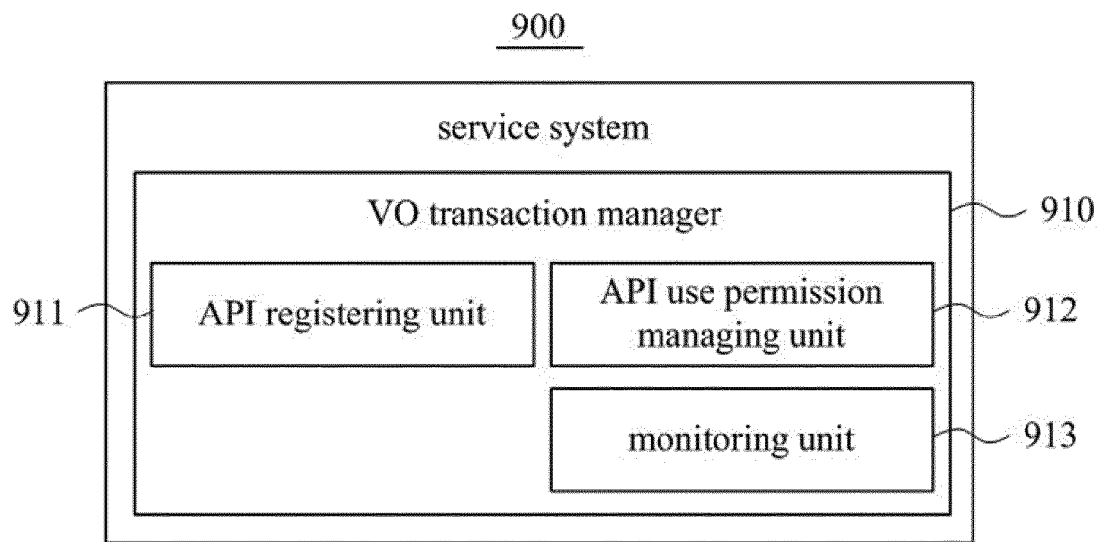 900
service system
VO transaction manager
910
911
API registering unit
API use permission
managing unit
912
monitoring unit
913